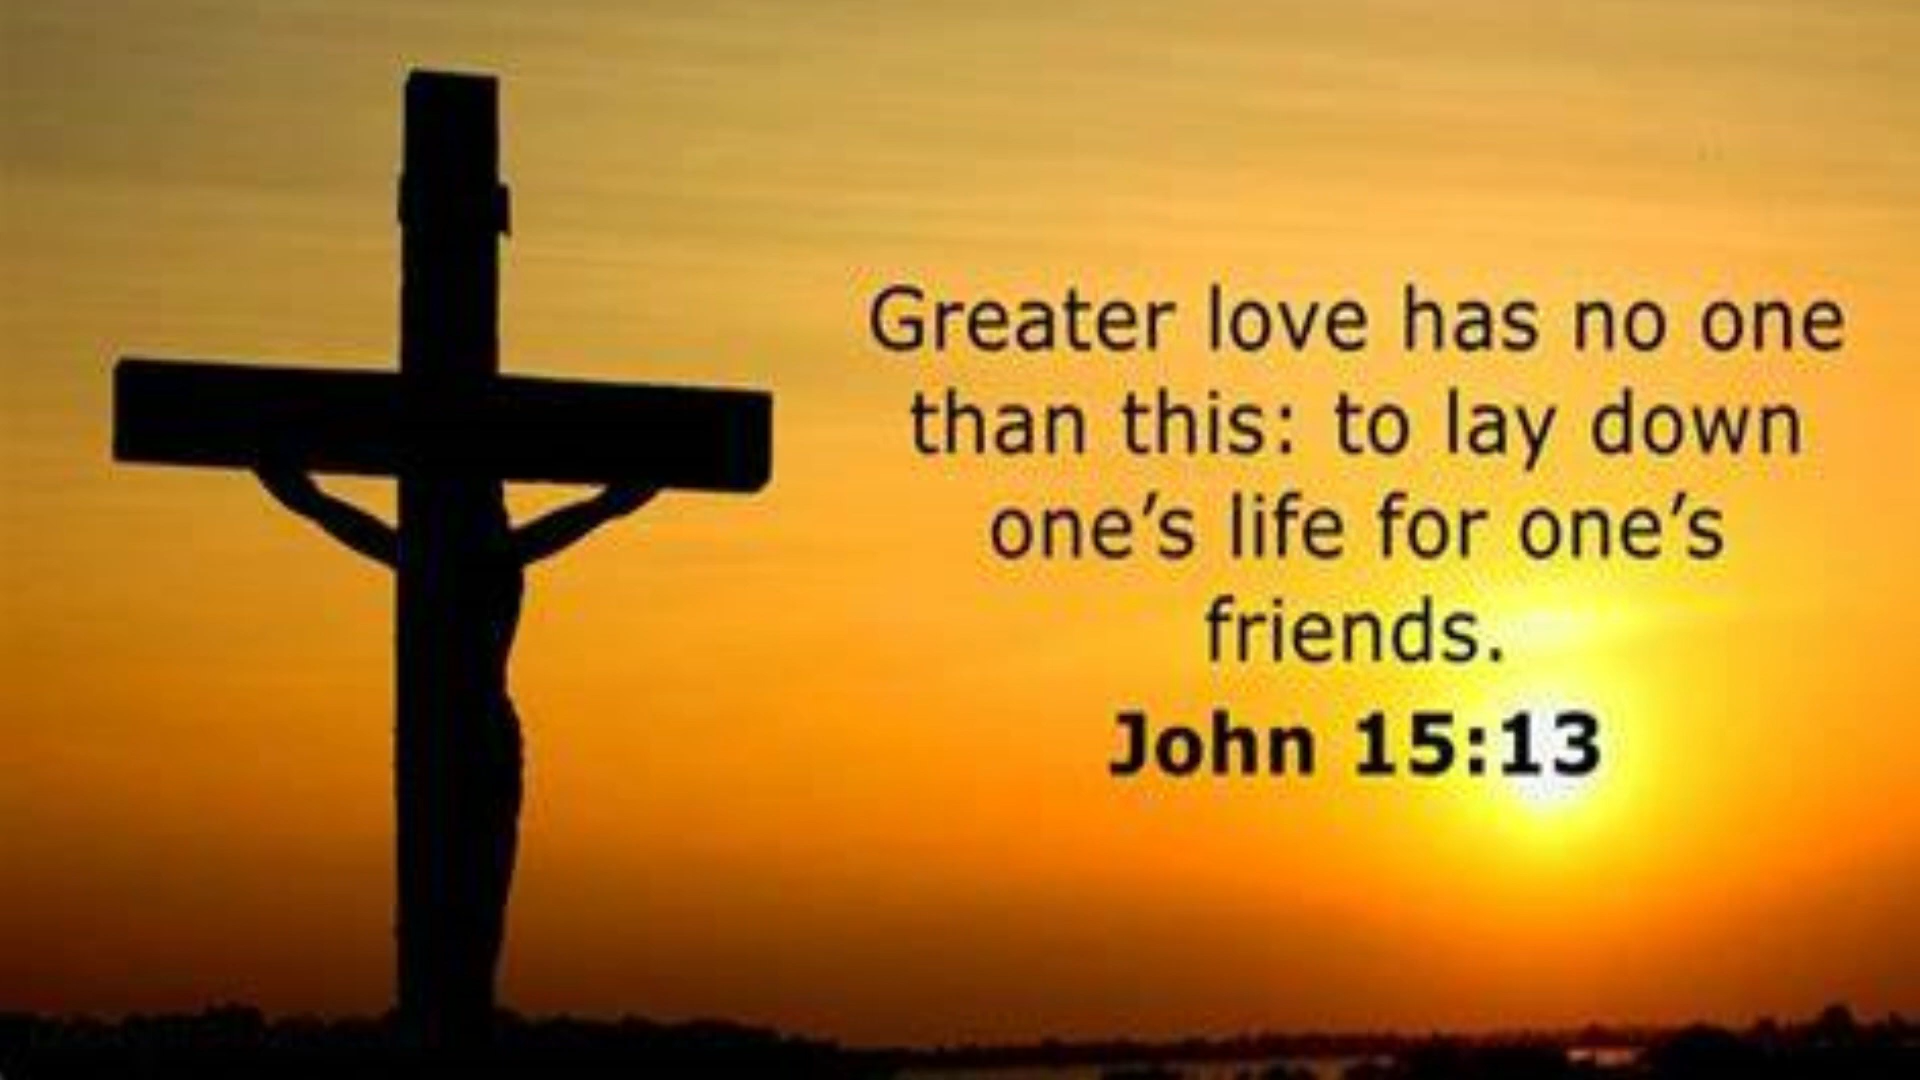 Greater love has no one
than this: to lay down
one’s life for one’s
friends.
John 15:13